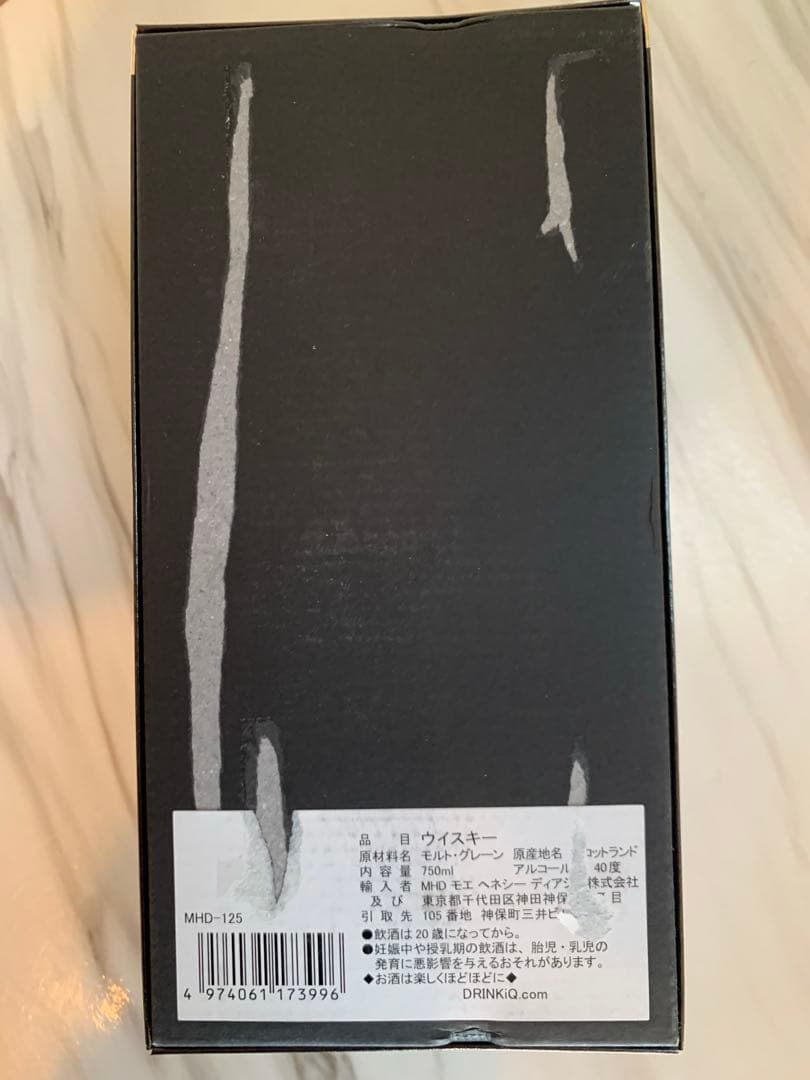 品目 ウイスキー
原材料名 モルト・グレーン 原産地名 コットランド
内容量 750ml アルコール 40度
輸入者 MHD モエ ヘネシー ディアジ 株式会社
及び 東京都千代田区神田神保 目
引取先 105番地 神保町三井ビ
MHD-125
●飲酒は20歳になってから。
●妊娠中や授乳期の飲酒は、胎児・乳児の
発育に悪影響を与えるおそれがあります。
◆お酒は楽しくほどほどに◆
DRINKiQ.com
4 974061 173996